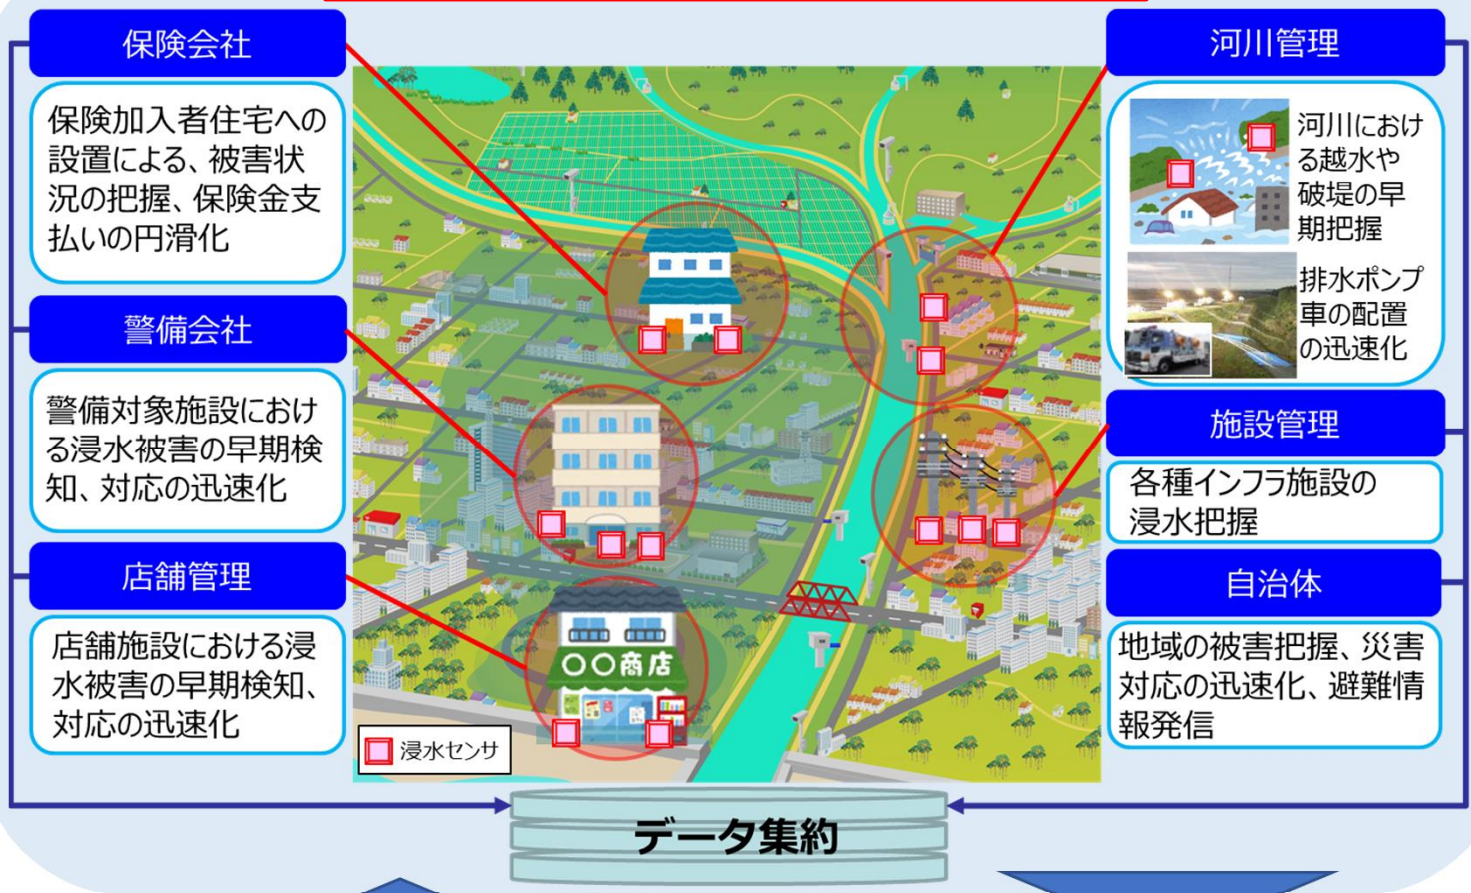 保険会社
保険加入者住宅への
設置による、被害状
況の把握、保険金支
払いの円滑化
警備会社
警備対象施設におけ
る浸水被害の早期検
知、対応の迅速化
店舗管理
店舗施設における浸
水被害の早期検知、
対応の迅速化
〇〇商店
浸水センサ
河川管理
河川におけ
る越水や
破堤の早
期把握
排水ポンプ
車の配置
の迅速化
施設管理
各種インフラ施設の
浸水把握
自治体
地域の被害把握、災害
対応の迅速化、避難情
報発信
データ集約